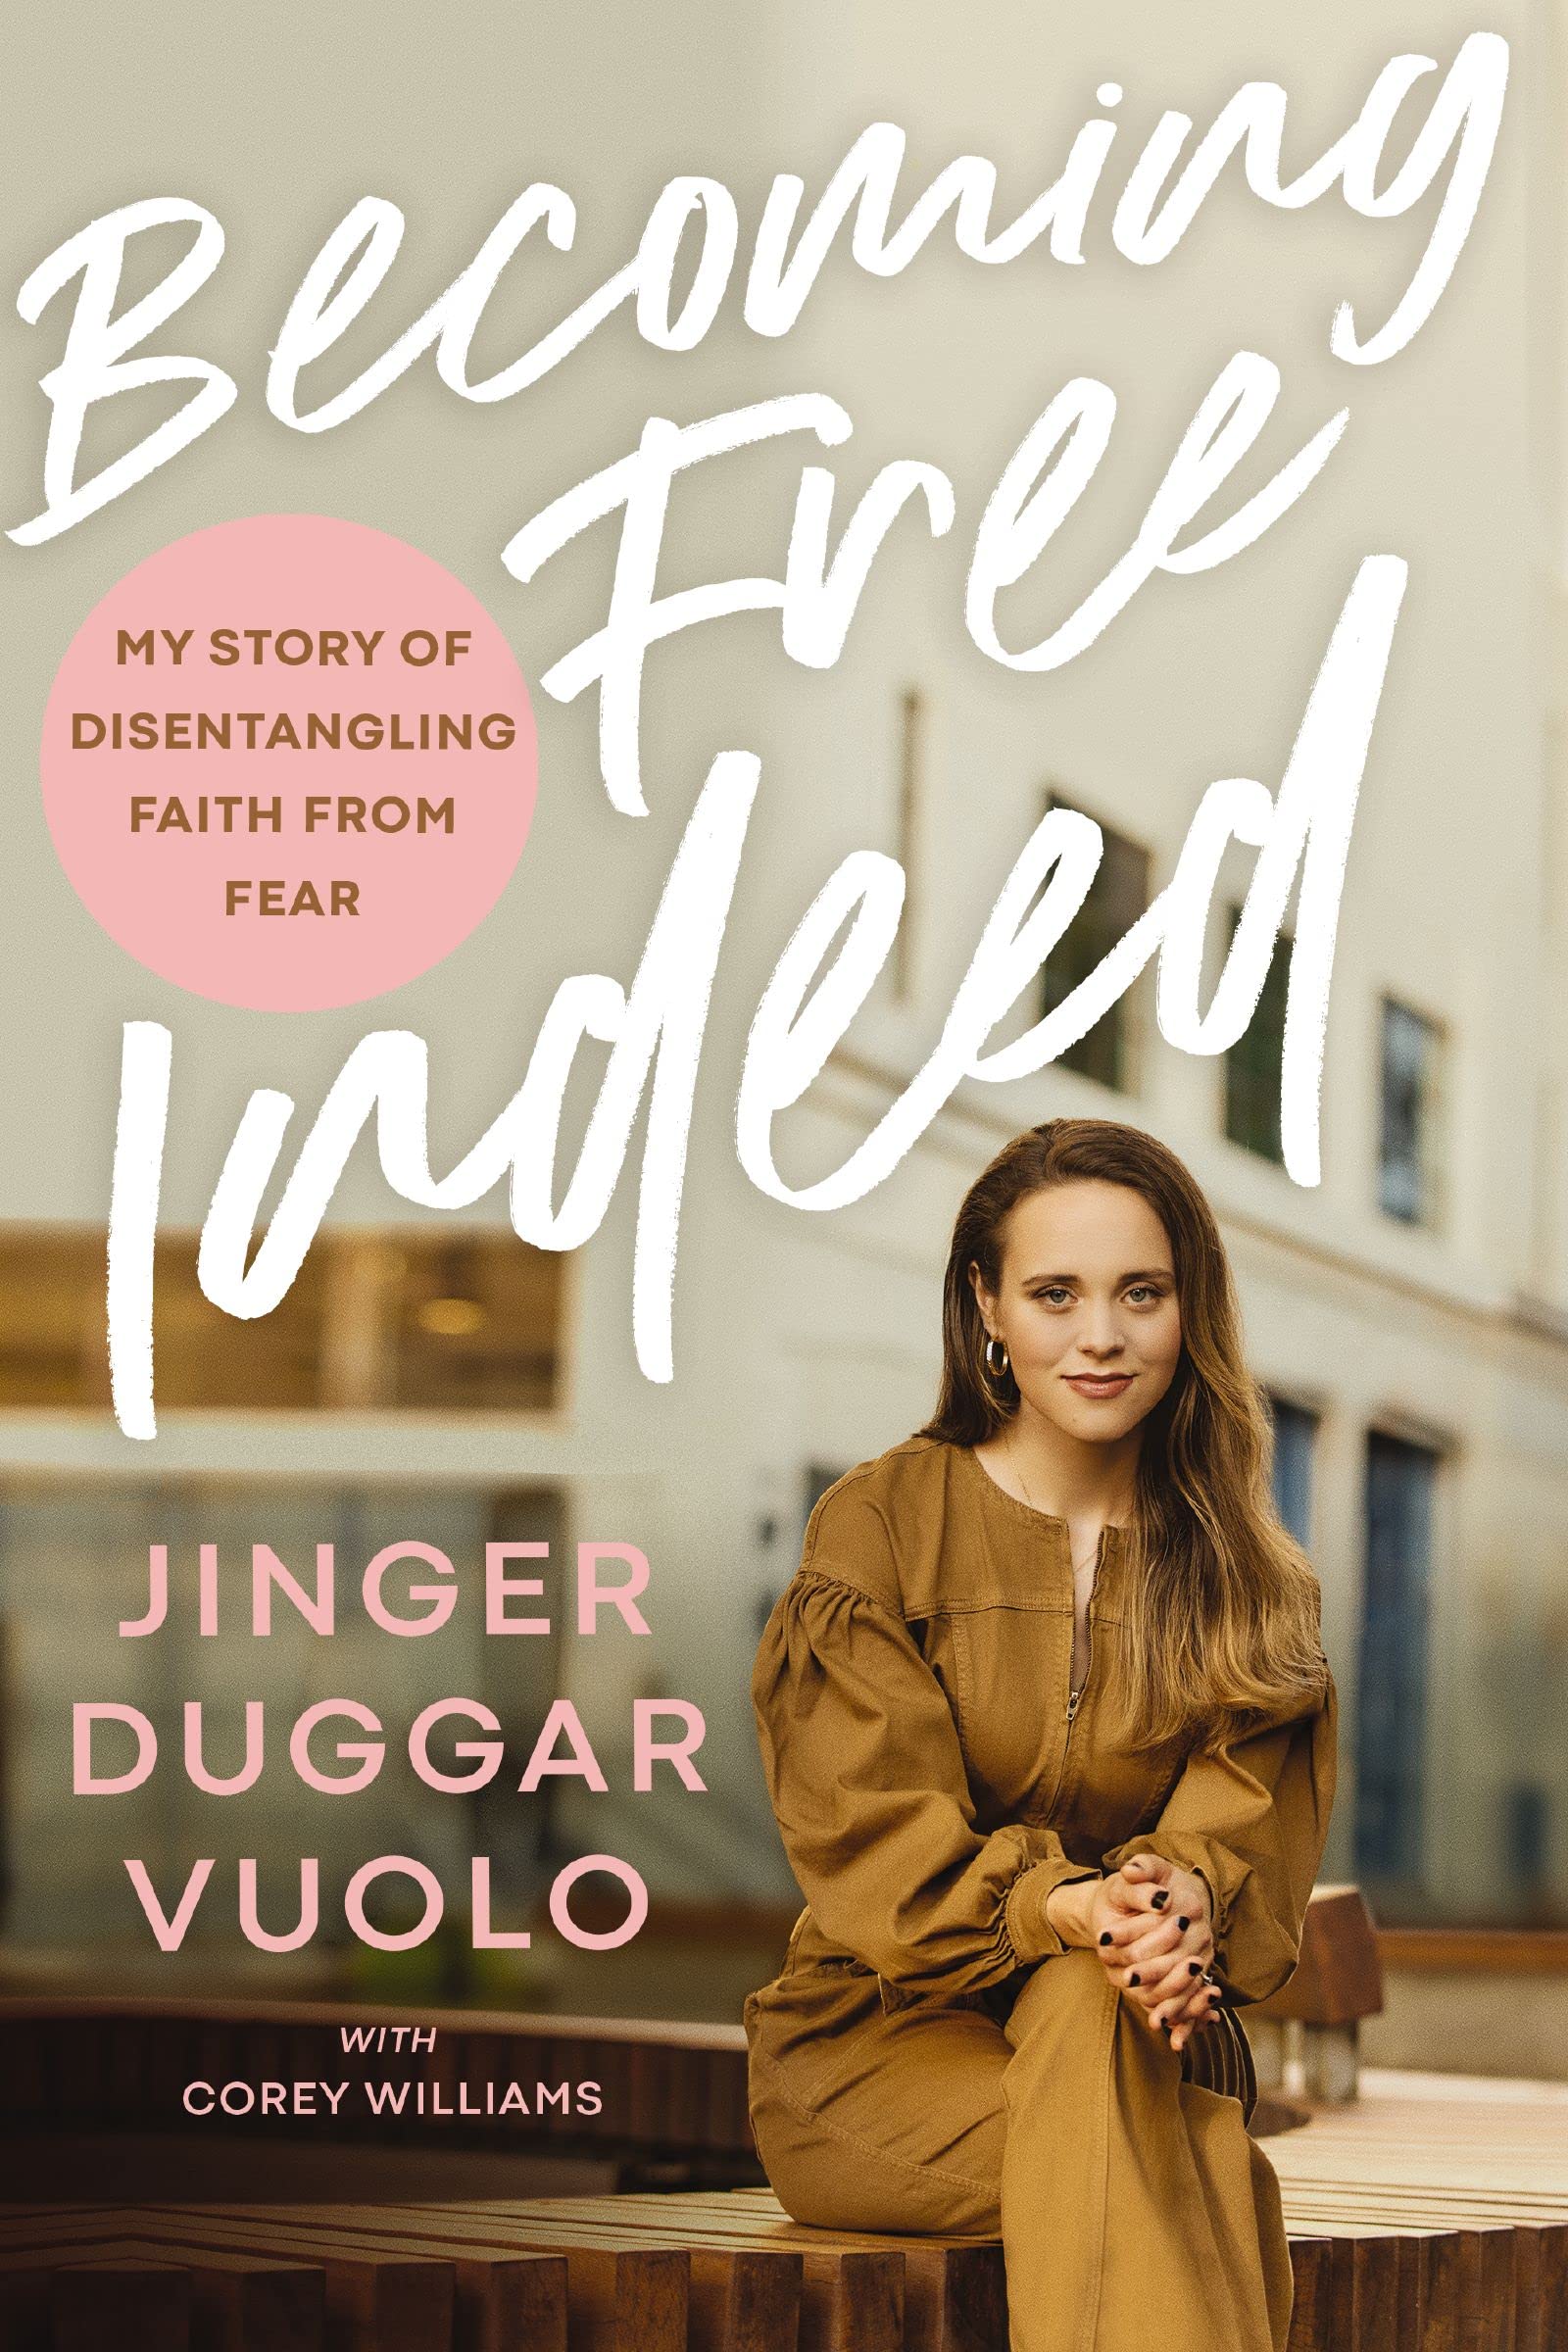 Becoming
Free
Indeed
MY STORY OF
DISENTANGLING
FAITH FROM
FEAR
JINGER
DUGGAR
VUOLO
WITH
COREY WILLIAMS